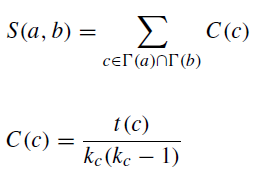 S(a, b) = ∑ C(c)
c∈Γ(a)∩Γ(b)
C(c) = t(c) / k_c(k_c − 1)